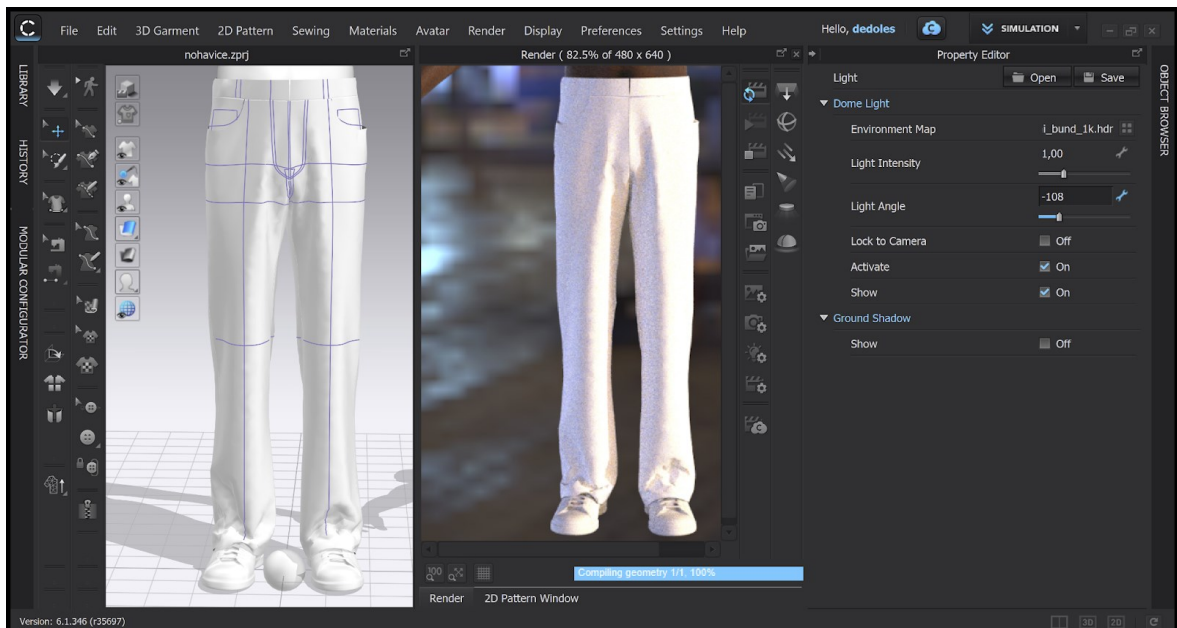 File Edit 3D Garment 2D Pattern Sewing Materials Avatar Render Display Preferences Settings Help Hello, dedoles SIMULATION
nohavice.zprj
Render ( 82.5% of 480 x 640 )
Property Editor
LIBRARY
HISTORY
MODULAR CONFIGURATOR
OBJECT BROWSER
Light Open Save
Dome Light
Environment Map i_bund_1k.hdr
Light Intensity 1,00
Light Angle -108
Lock to Camera Off
Activate On
Show On
Ground Shadow
Show Off
100
Compiling geometry 1/1, 100%
Render 2D Pattern Window
Version: 6.1.346 (r35697) 3D 2D